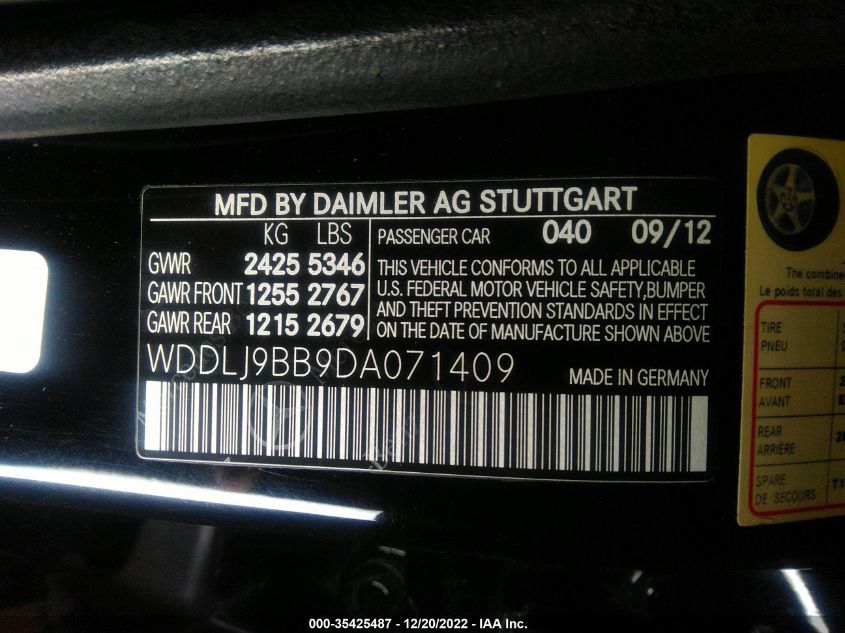 MFD BY DAIMLER AG STUTTGART
KG LBS
GVWR 2425 5346
GAWR FRONT 1255 2767
GAWR REAR 1215 2679
PASSENGER CAR 040 09/12
THIS VEHICLE CONFORMS TO ALL APPLICABLE
U.S. FEDERAL MOTOR VEHICLE SAFETY,BUMPER
AND THEFT PREVENTION STANDARDS IN EFFECT
ON THE DATE OF MANUFACTURE SHOWN ABOVE
WDDLJ9BB9DA071409
MADE IN GERMANY
The combine
Le poids total des
TIRE
PNEU
FRONT
AVANT
REAR
ARRIÈRE
SPARE
DE SECOURS
000-35425487 - 12/20/2022 - IAA Inc.